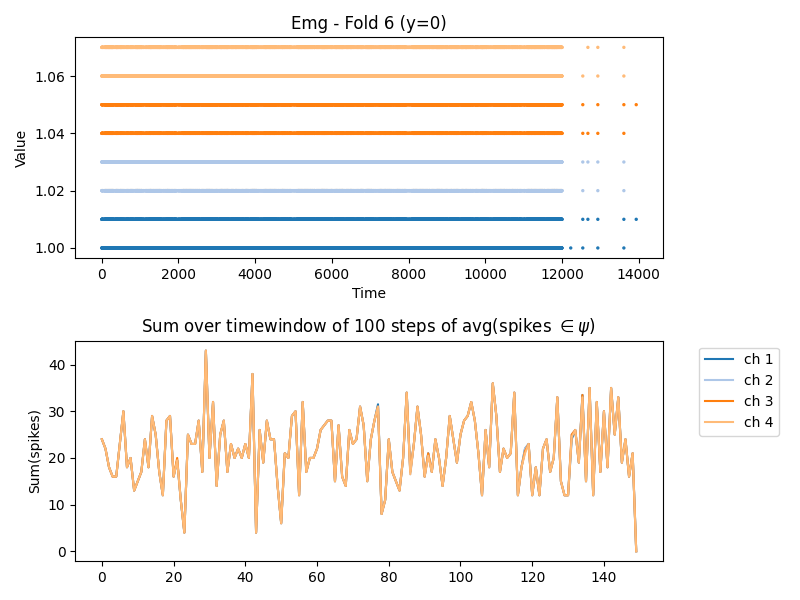 Emg - Fold 6 (y=0)
1.06
1.04
1.02
1.00
Value
0 2000 4000 6000 8000 10000 12000 14000
Time
Sum over timewindow of 100 steps of avg(spikes ∈ ψ)
40
30
20
10
0
Sum(spikes)
0 20 40 60 80 100 120 140
ch 1
ch 2
ch 3
ch 4